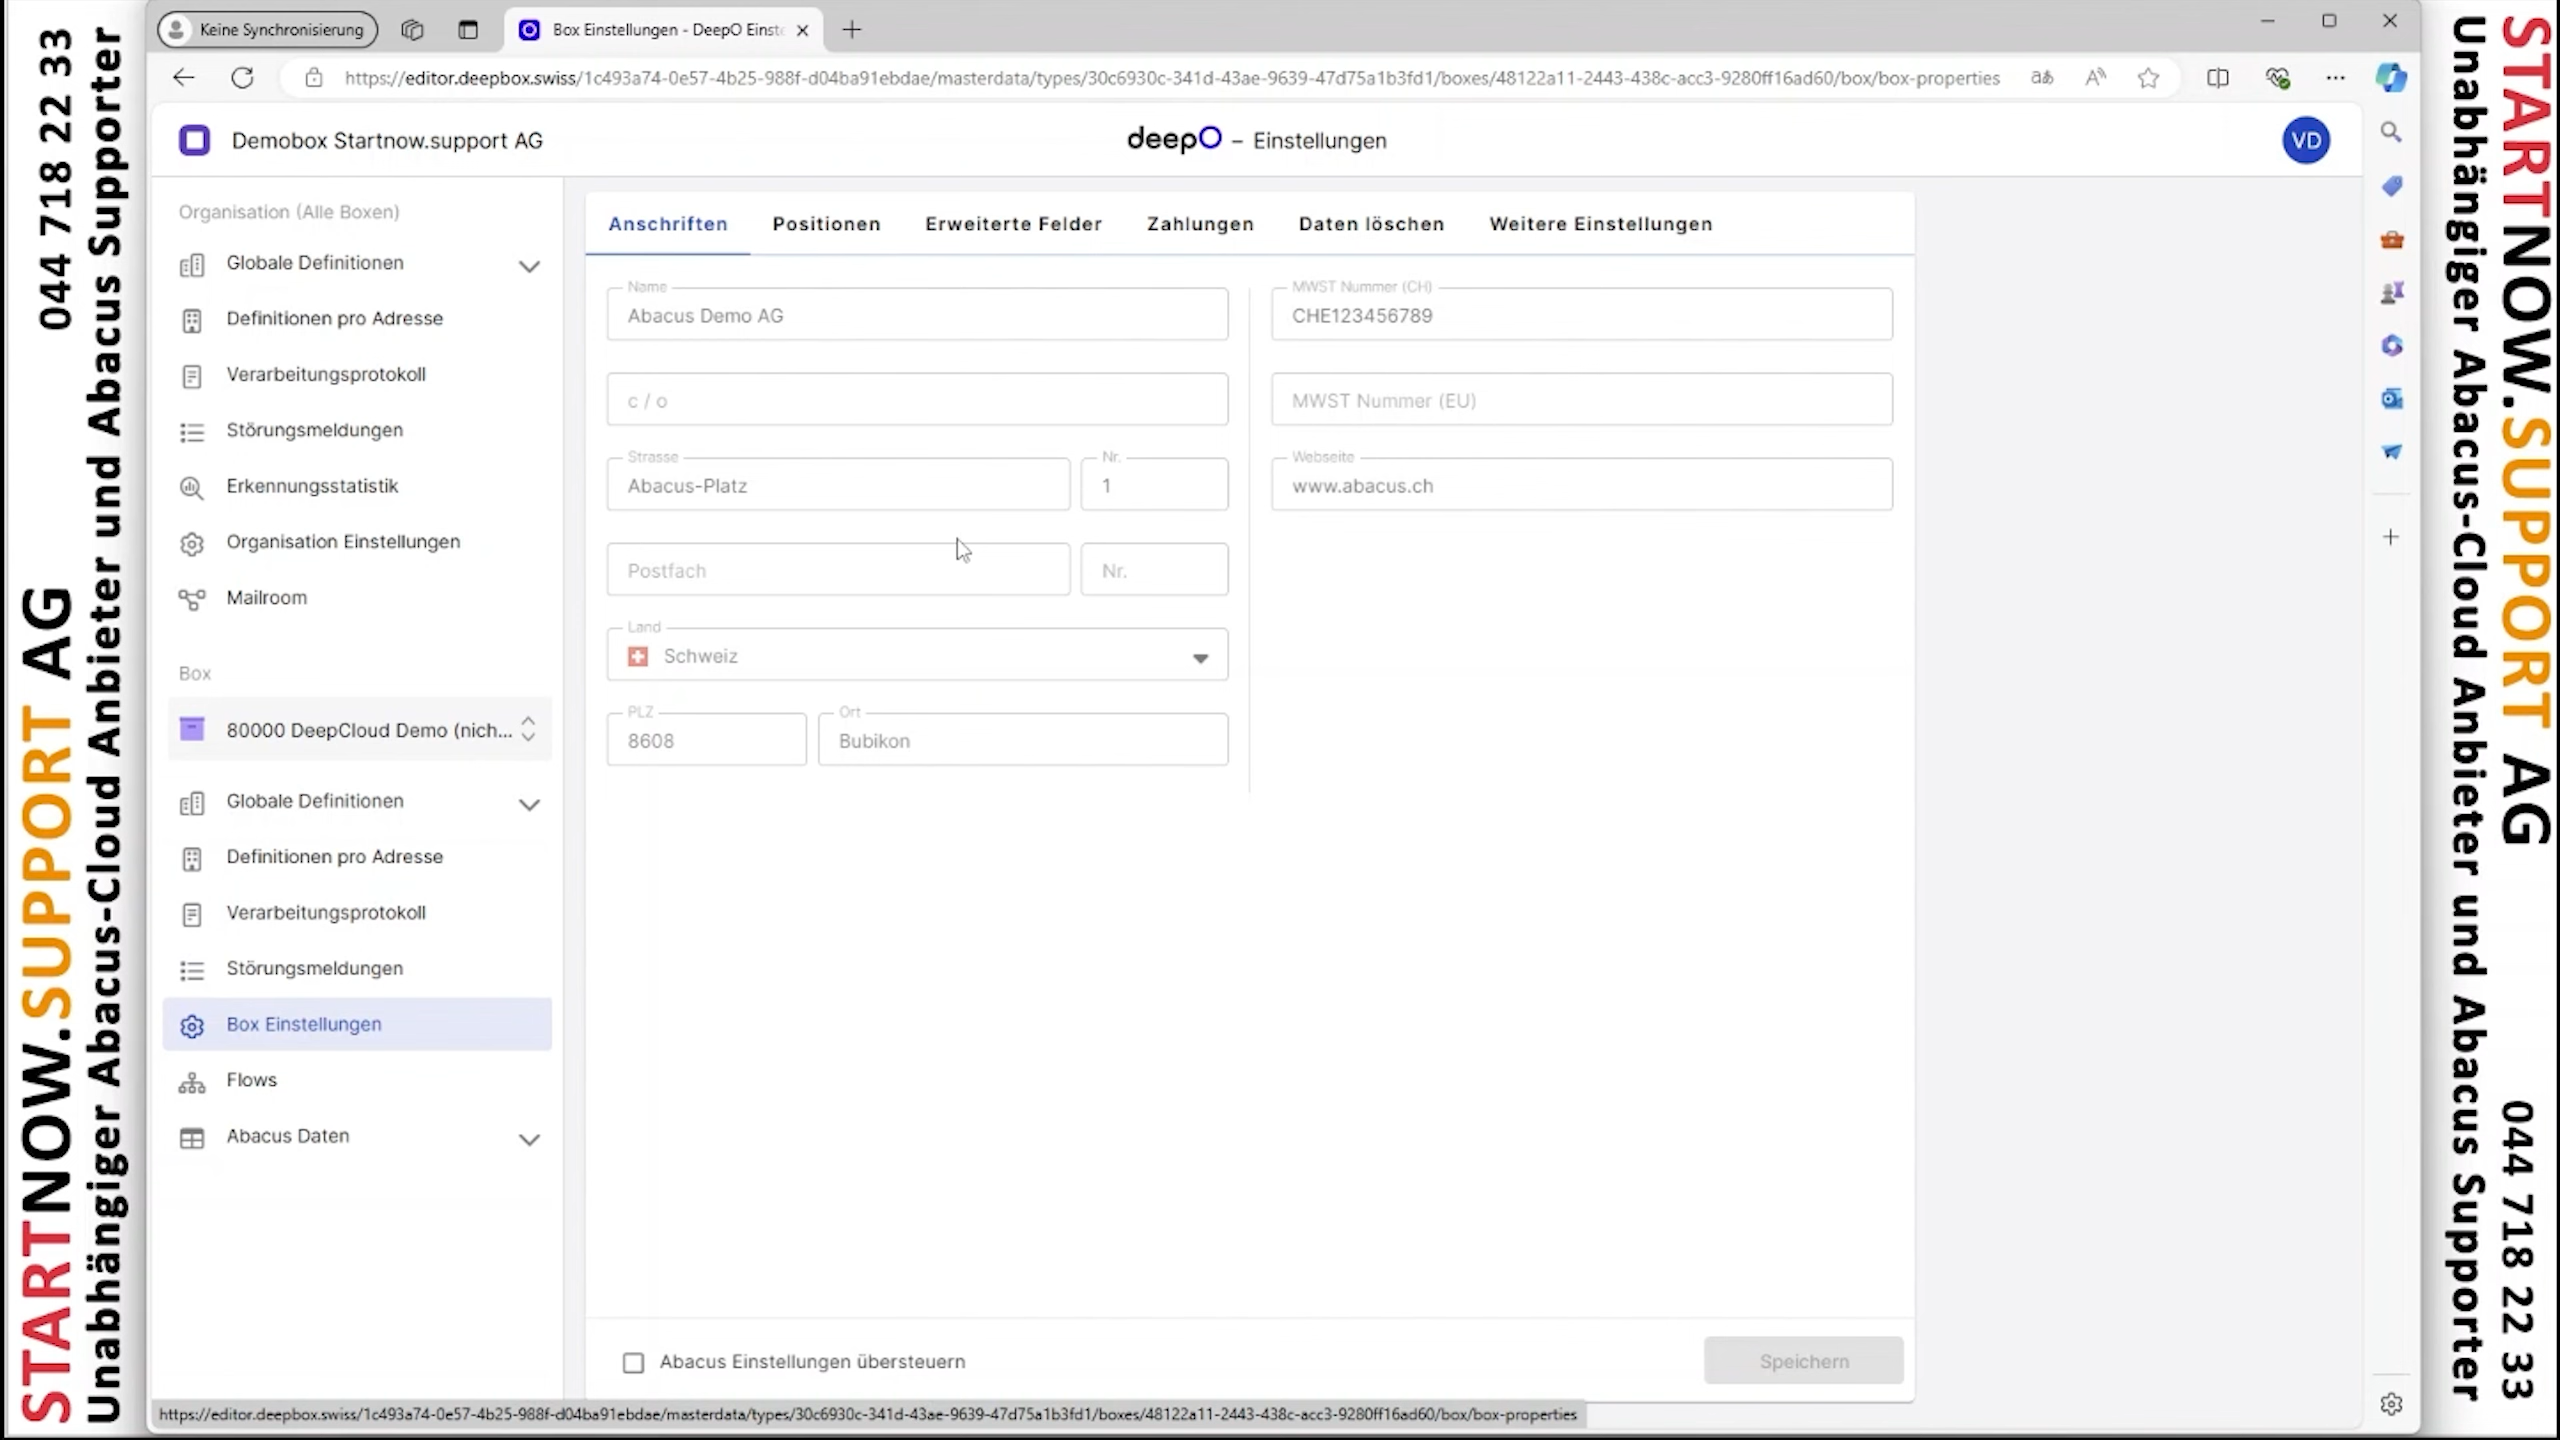 STARTNOW.SUPPORT AG 044 718 22 33
Unabhängiger Abacus-Cloud Anbieter und Abacus Supporter
Keine Synchronisierung
Box Einstellungen - DeepO Einst
https://editor.deepbox.swiss/1c493a74-0e57-4b25-988f-d04ba91ebdae/masterdata/types/30c6930c-341d-43ae-9639-47d75a1b3fd1/boxes/48122a11-2443-438c-acc3-9280ff16ad60/box/box-properties
Demobox Startnow.support AG
deepO – Einstellungen
VD
Organisation (Alle Boxen)
Globale Definitionen
Definitionen pro Adresse
Verarbeitungsprotokoll
Störungsmeldungen
Erkennungsstatistik
Organisation Einstellungen
Mailroom
Box
80000 DeepCloud Demo (nich...
Globale Definitionen
Definitionen pro Adresse
Verarbeitungsprotokoll
Störungsmeldungen
Box Einstellungen
Flows
Abacus Daten
Anschriften Positionen Erweiterte Felder Zahlungen Daten löschen Weitere Einstellungen
Name
Abacus Demo AG
c / o
Strasse
Abacus-Platz
Nr.
1
Postfach
Nr.
Land
Schweiz
PLZ
8608
Ort
Bubikon
MWST Nummer (CH)
CHE123456789
MWST Nummer (EU)
Webseite
www.abacus.ch
Abacus Einstellungen übersteuern
Speichern
https://editor.deepbox.swiss/1c493a74-0e57-4b25-988f-d04ba91ebdae/masterdata/types/30c6930c-341d-43ae-9639-47d75a1b3fd1/boxes/48122a11-2443-438c-acc3-9280ff16ad60/box/box-properties
STARTNOW.SUPPORT AG 044 718 22 33
Unabhängiger Abacus-Cloud Anbieter und Abacus Supporter